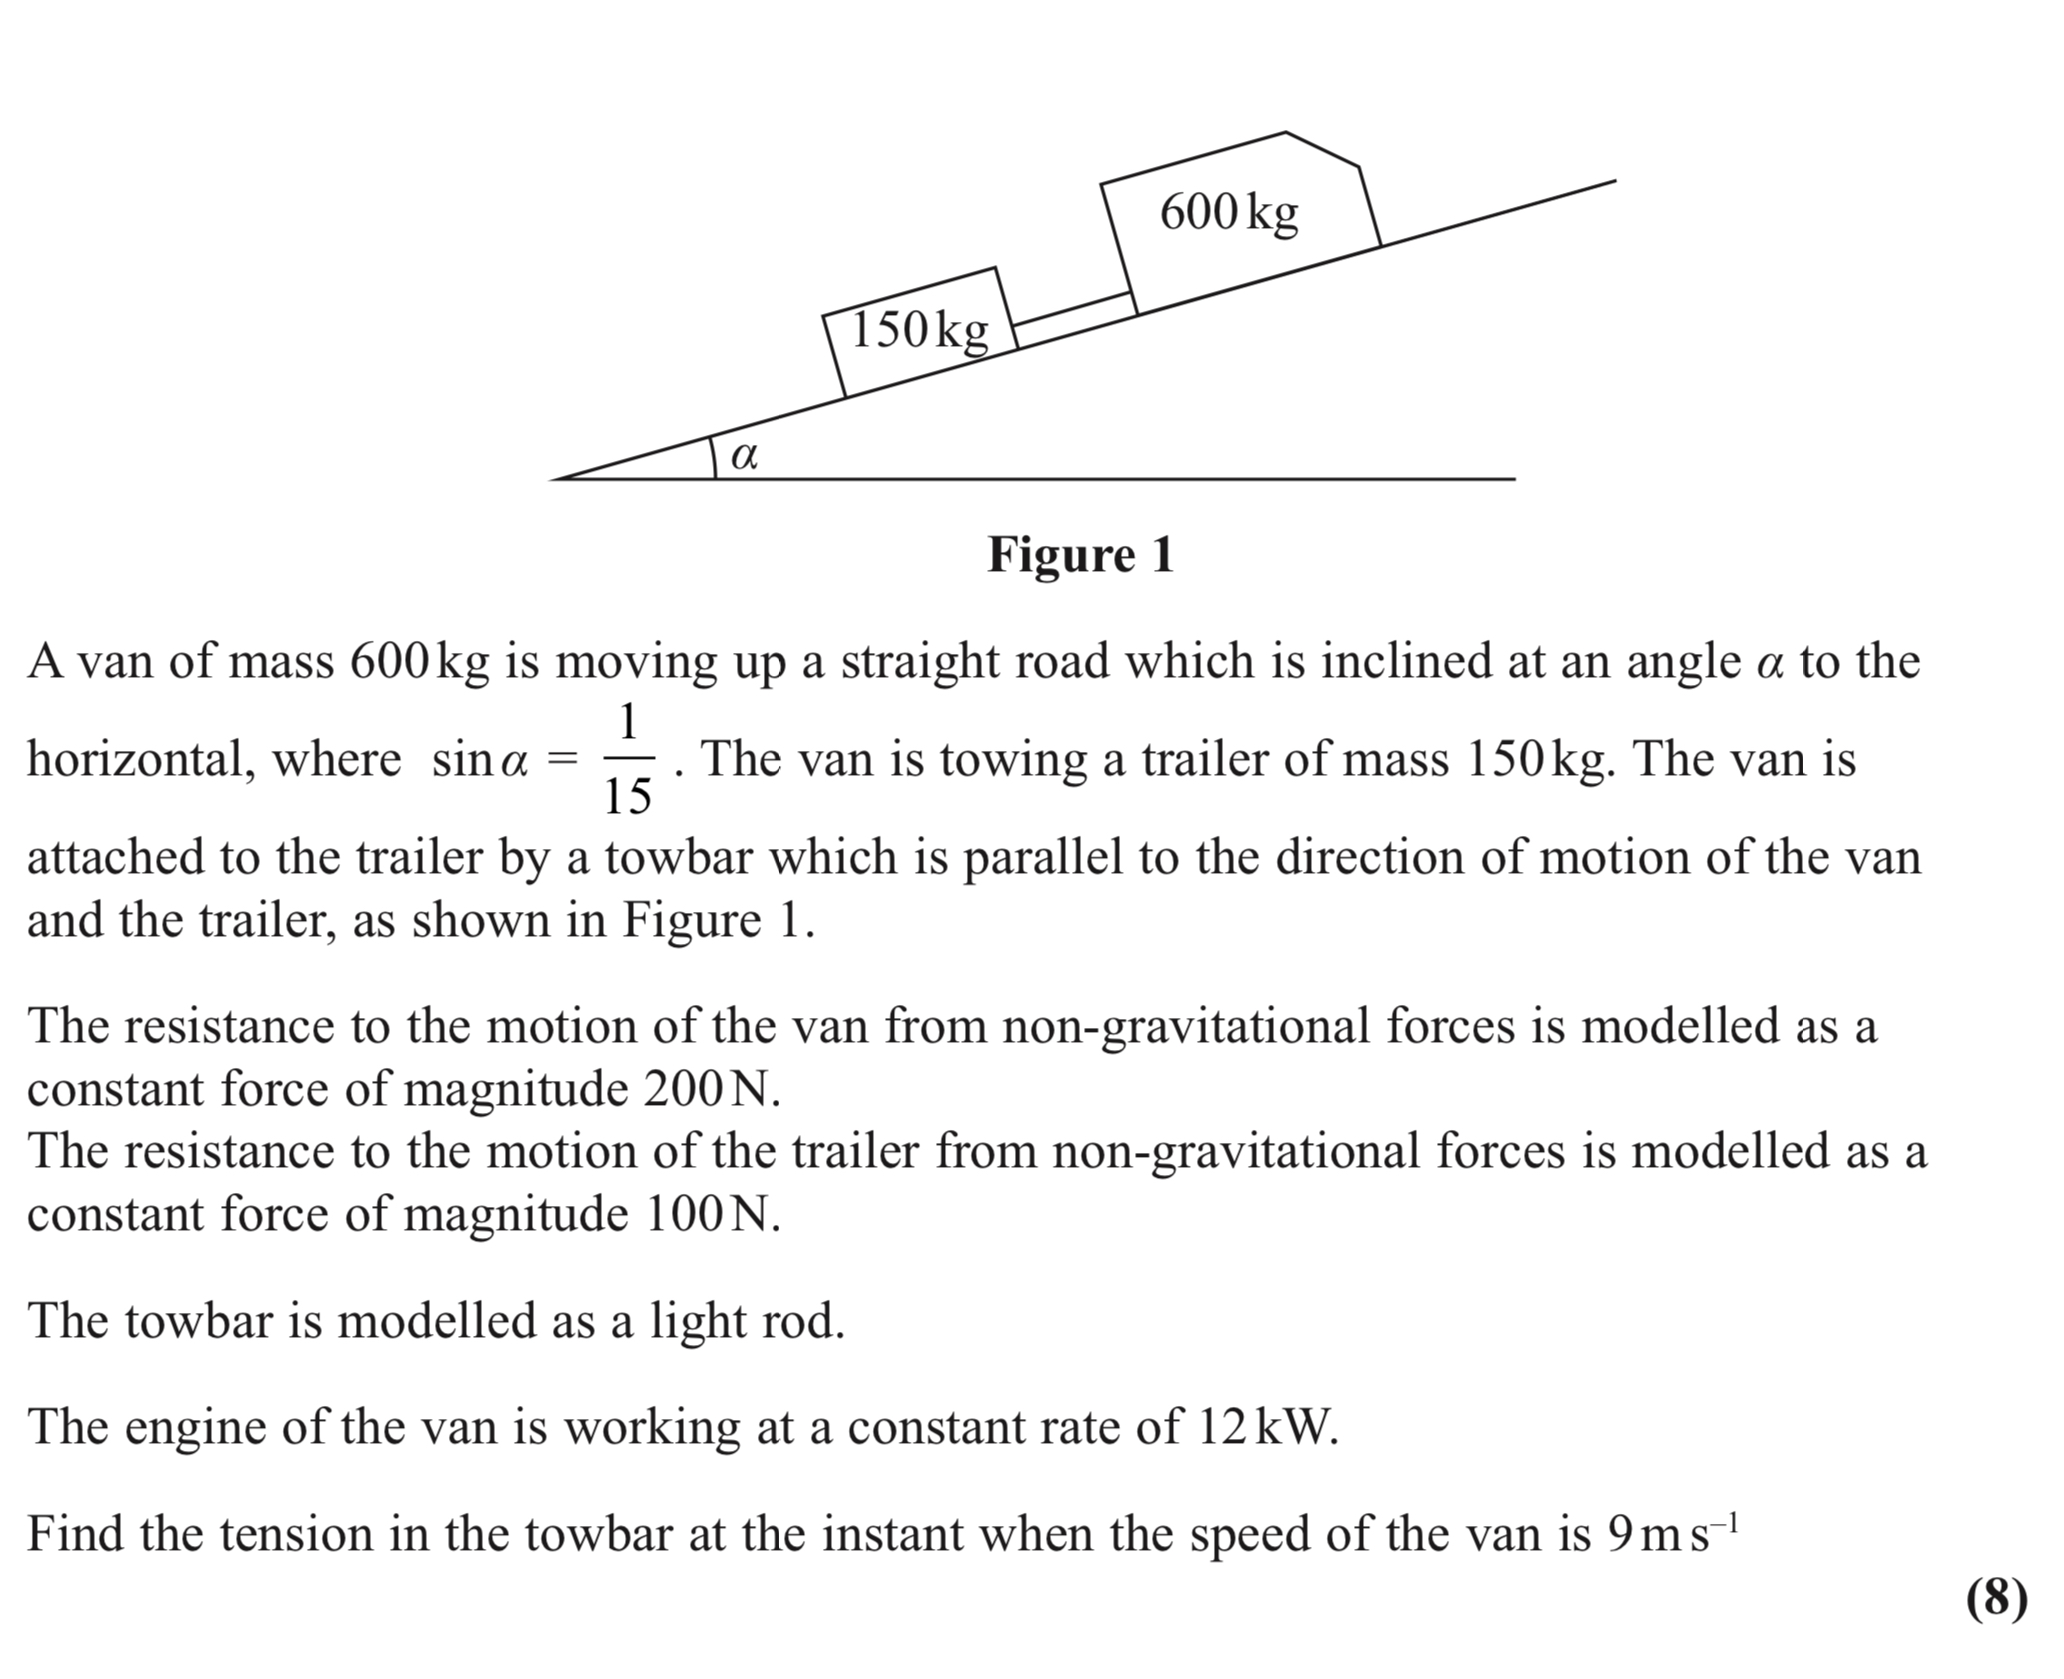 600 kg
150 kg
α
Figure 1
A van of mass 600 kg is moving up a straight road which is inclined at an angle α to the
horizontal, where sin α = 1/15 . The van is towing a trailer of mass 150 kg. The van is
attached to the trailer by a towbar which is parallel to the direction of motion of the van
and the trailer, as shown in Figure 1.
The resistance to the motion of the van from non-gravitational forces is modelled as a
constant force of magnitude 200 N.
The resistance to the motion of the trailer from non-gravitational forces is modelled as a
constant force of magnitude 100 N.
The towbar is modelled as a light rod.
The engine of the van is working at a constant rate of 12 kW.
Find the tension in the towbar at the instant when the speed of the van is 9 m s⁻¹
(8)